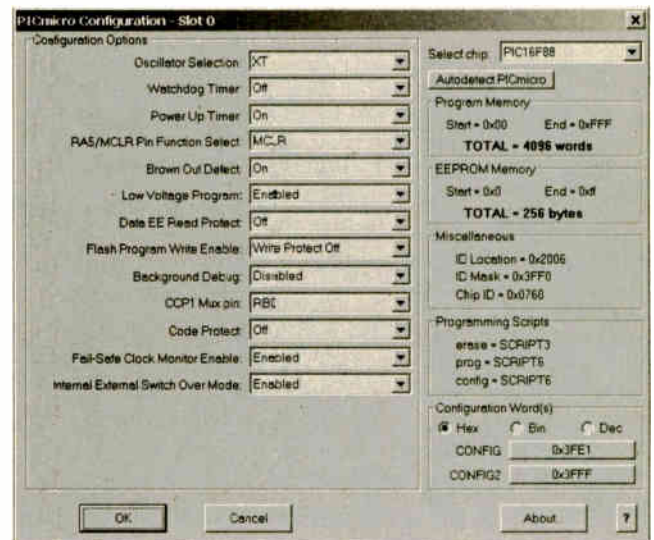 PICmicro Configuration - Slot 0
Configuration Options
Oscillator Selection: XT
Watchdog Timer: Off
Power Up Timer: On
RA5/MCLR Pin Function Select: MCLR
Brown Out Detect: On
Low Voltage Program: Enabled
Data EE Read Protect: Off
Flash Program Write Enable: Write Protect Off
Background Debug: Disabled
CCP1 Mux pin: RB0
Code Protect: Off
Fail-Safe Clock Monitor Enable: Enabled
Internal External Switch Over Mode: Enabled
OK
Cancel
Select chip: PIC16F88
Autodetect PICmicro
Program Memory
Start = 0x00 End = 0xFFF
TOTAL = 4096 words
EEPROM Memory
Start = 0x0 End = 0xff
TOTAL = 256 bytes
Miscellaneous
ID Location = 0x2006
ID Mask = 0x3FF0
Chip ID = 0x0760
Programming Scripts
erase = SCRIPT3
prog = SCRIPT6
config = SCRIPT6
Configuration Word(s)
Hex Bin Dec
CONFIG 0x3FE1
CONFIG2 0x3FFF
About
?